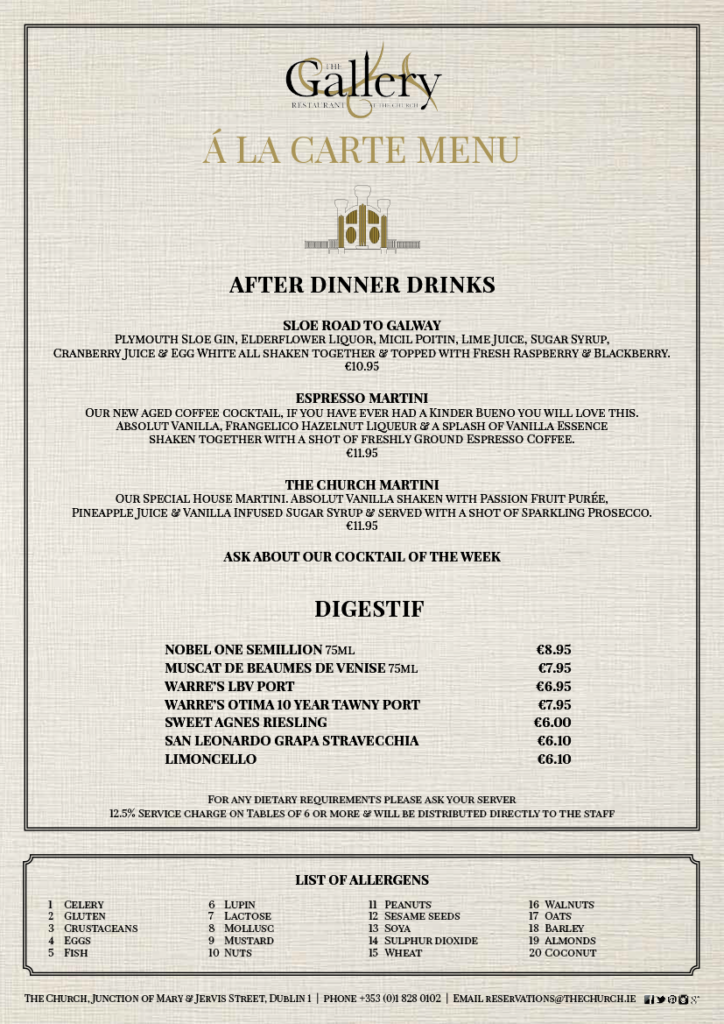 THE
Gallery
RESTAURANT AT THE CHURCH
Á LA CARTE MENU
AFTER DINNER DRINKS
SLOE ROAD TO GALWAY
PLYMOUTH SLOE GIN, ELDERFLOWER LIQUOR, MICIL POITIN, LIME JUICE, SUGAR SYRUP,
CRANBERRY JUICE & EGG WHITE ALL SHAKEN TOGETHER & TOPPED WITH FRESH RASPBERRY & BLACKBERRY.
€10.95
ESPRESSO MARTINI
OUR NEW AGED COFFEE COCKTAIL, IF YOU HAVE EVER HAD A KINDER BUENO YOU WILL LOVE THIS.
ABSOLUT VANILLA, FRANGELICO HAZELNUT LIQUEUR & A SPLASH OF VANILLA ESSENCE
SHAKEN TOGETHER WITH A SHOT OF FRESHLY GROUND ESPRESSO COFFEE.
€11.95
THE CHURCH MARTINI
OUR SPECIAL HOUSE MARTINI. ABSOLUT VANILLA SHAKEN WITH PASSION FRUIT PURÉE,
PINEAPPLE JUICE & VANILLA INFUSED SUGAR SYRUP & SERVED WITH A SHOT OF SPARKLING PROSECCO.
€11.95
ASK ABOUT OUR COCKTAIL OF THE WEEK
DIGESTIF
NOBEL ONE SEMILLION 75ML €8.95
MUSCAT DE BEAUMES DE VENISE 75ML €7.95
WARRE'S LBV PORT €6.95
WARRE'S OTIMA 10 YEAR TAWNY PORT €7.95
SWEET AGNES RIESLING €6.00
SAN LEONARDO GRAPA STRAVECCHIA €6.10
LIMONCELLO €6.10
FOR ANY DIETARY REQUIREMENTS PLEASE ASK YOUR SERVER
12.5% SERVICE CHARGE ON TABLES OF 6 OR MORE & WILL BE DISTRIBUTED DIRECTLY TO THE STAFF
LIST OF ALLERGENS
1 CELERY 6 LUPIN 11 PEANUTS 16 WALNUTS
2 GLUTEN 7 LACTOSE 12 SESAME SEEDS 17 OATS
3 CRUSTACEANS 8 MOLLUSC 13 SOYA 18 BARLEY
4 EGGS 9 MUSTARD 14 SULPHUR DIOXIDE 19 ALMONDS
5 FISH 10 NUTS 15 WHEAT 20 COCONUT
THE CHURCH, JUNCTION OF MARY & JERVIS STREET, DUBLIN 1 | PHONE +353 (0)1 828 0102 | EMAIL RESERVATIONS@THECHURCH.IE